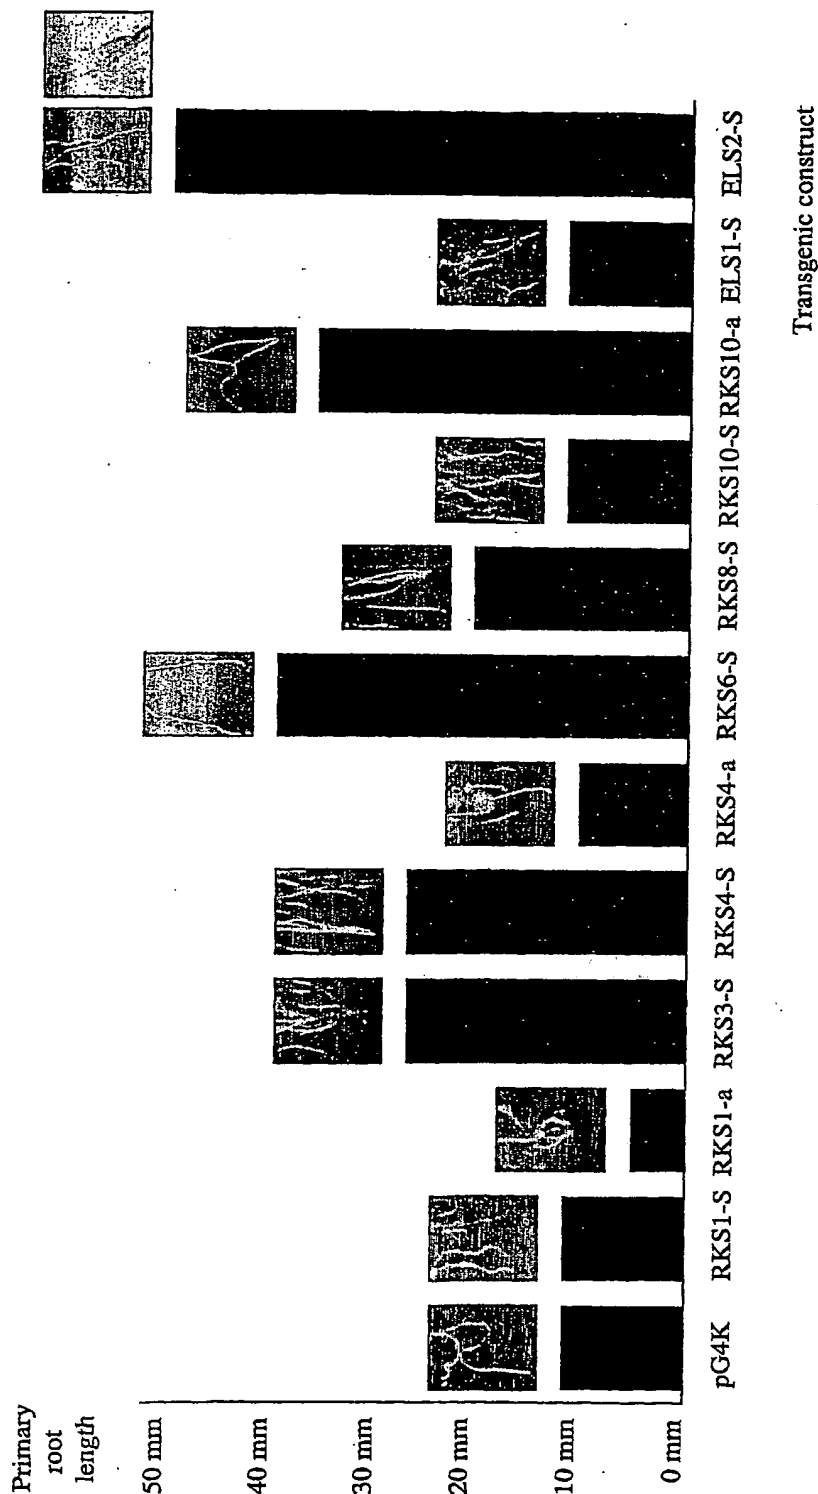 Primary
root
length
50 mm
40 mm
30 mm
20 mm
10 mm
0 mm
pG4K
RKS1-S
RKS1-a
RKS3-S
RKS4-S
RKS4-a
RKS6-S
RKS8-S
RKS10-S
RKS10-a
ELS1-S
ELS2-S
Transgenic construct